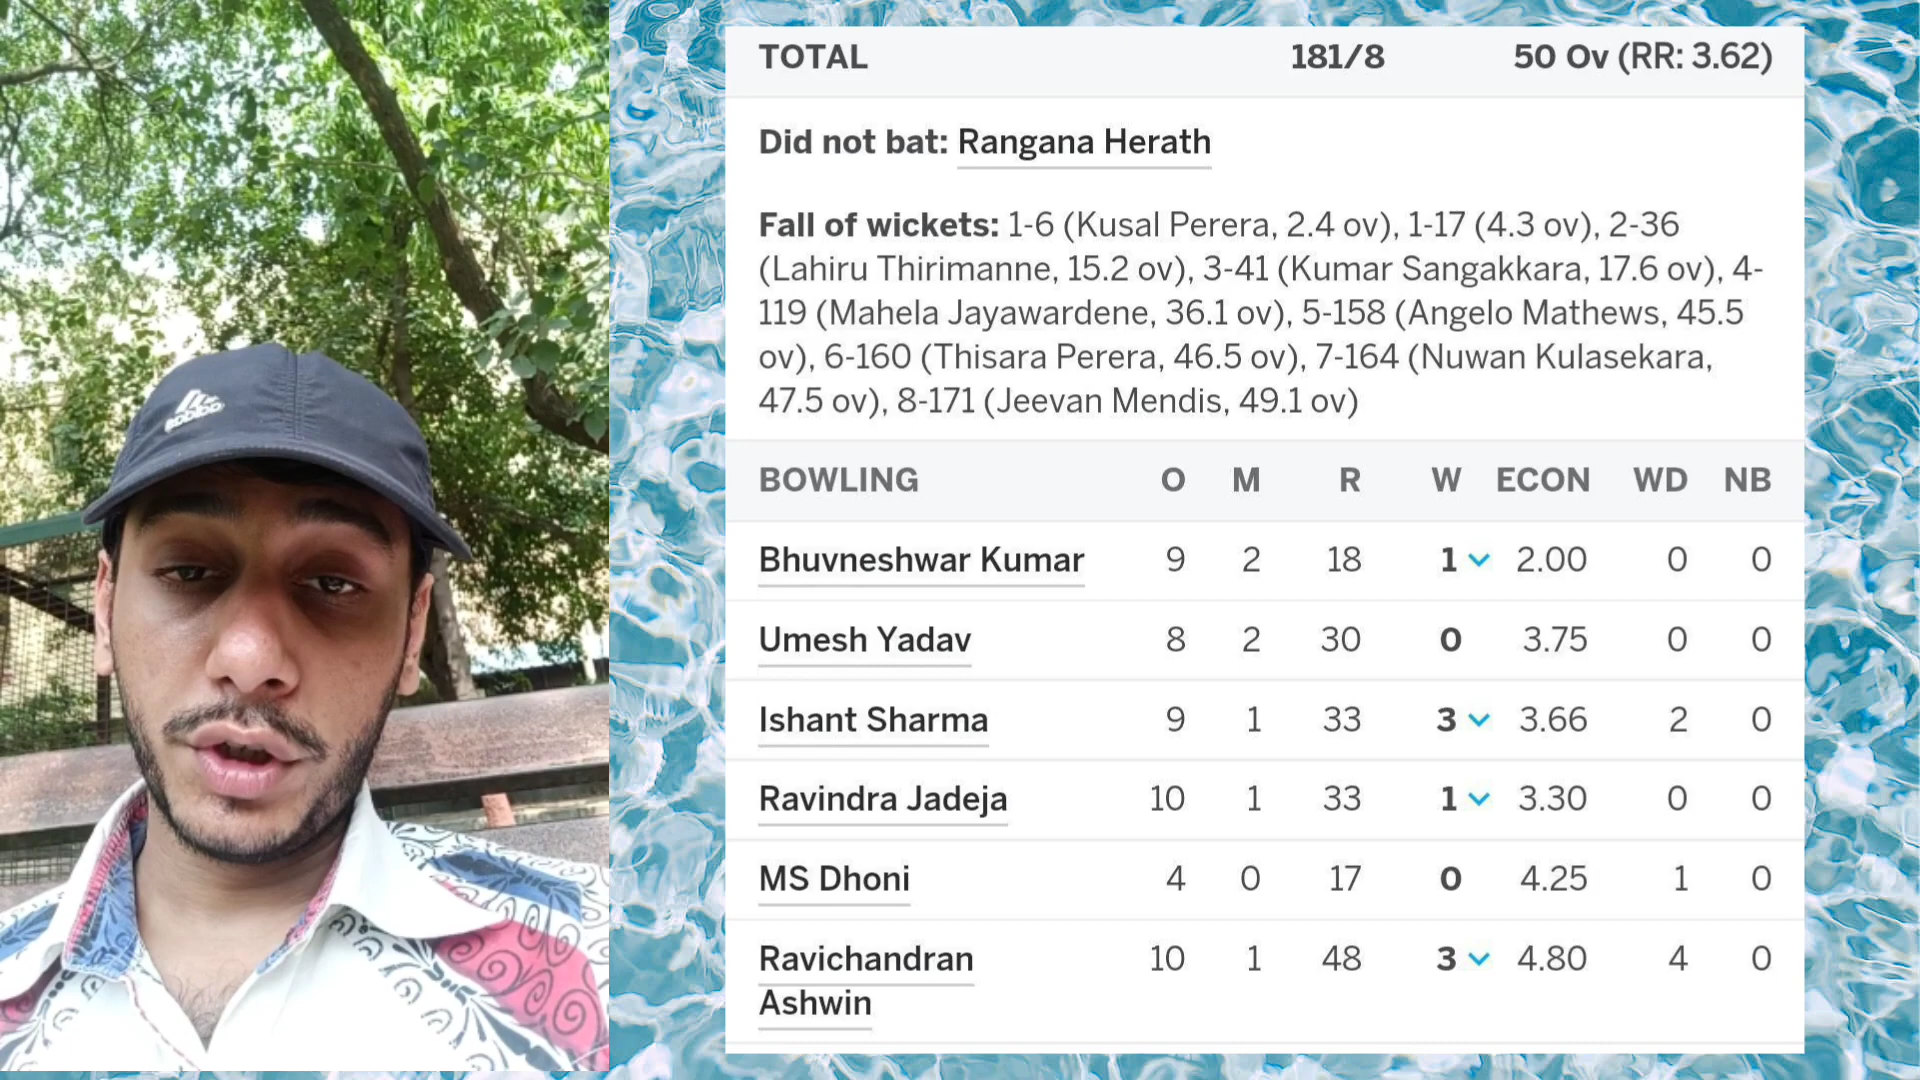 TOTAL 181/8 50 Ov (RR: 3.62)
Did not bat: Rangana Herath
Fall of wickets: 1-6 (Kusal Perera, 2.4 ov), 1-17 (4.3 ov), 2-36
(Lahiru Thirimanne, 15.2 ov), 3-41 (Kumar Sangakkara, 17.6 ov), 4-
119 (Mahela Jayawardene, 36.1 ov), 5-158 (Angelo Mathews, 45.5
ov), 6-160 (Thisara Perera, 46.5 ov), 7-164 (Nuwan Kulasekara,
47.5 ov), 8-171 (Jeevan Mendis, 49.1 ov)
BOWLING O M R W ECON WD NB
Bhuvneshwar Kumar 9 2 18 1 2.00 0 0
Umesh Yadav 8 2 30 0 3.75 0 0
Ishant Sharma 9 1 33 3 3.66 2 0
Ravindra Jadeja 10 1 33 1 3.30 0 0
MS Dhoni 4 0 17 0 4.25 1 0
Ravichandran 10 1 48 3 4.80 4 0
Ashwin